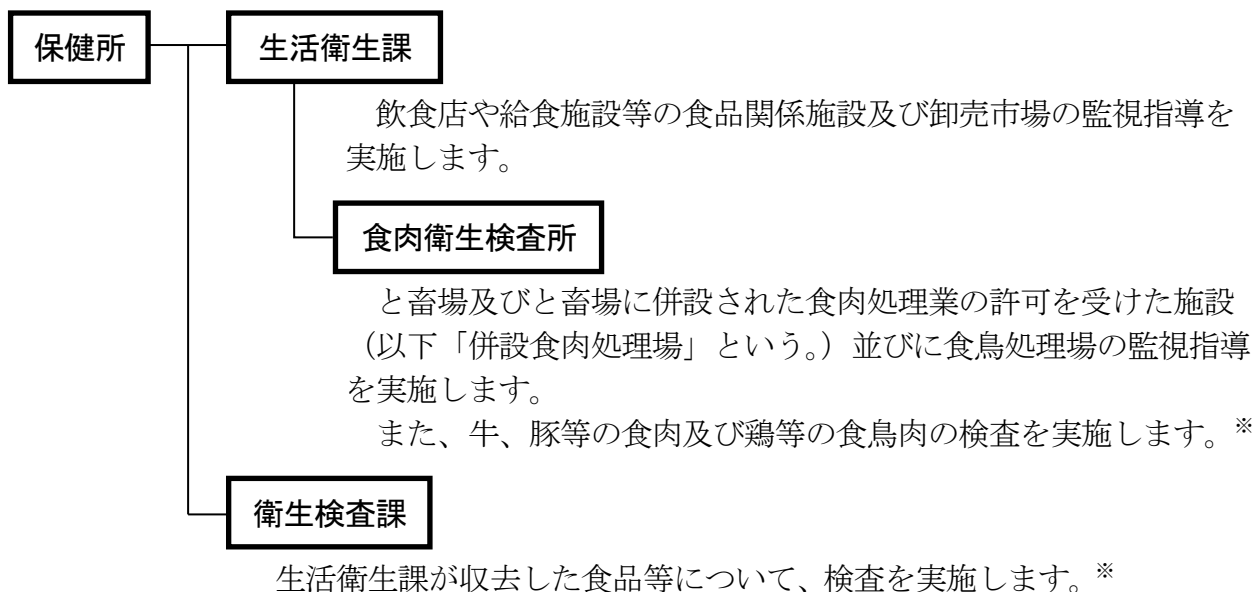 保健所
生活衛生課
飲食店や給食施設等の食品関係施設及び卸売市場の監視指導を
実施します。
食肉衛生検査所
と畜場及びと畜場に併設された食肉処理業の許可を受けた施設
（以下「併設食肉処理場」という。）並びに食鳥処理場の監視指導
を実施します。
また、牛、豚等の食肉及び鶏等の食鳥肉の検査を実施します。※
衛生検査課
生活衛生課が収去した食品等について、検査を実施します。※